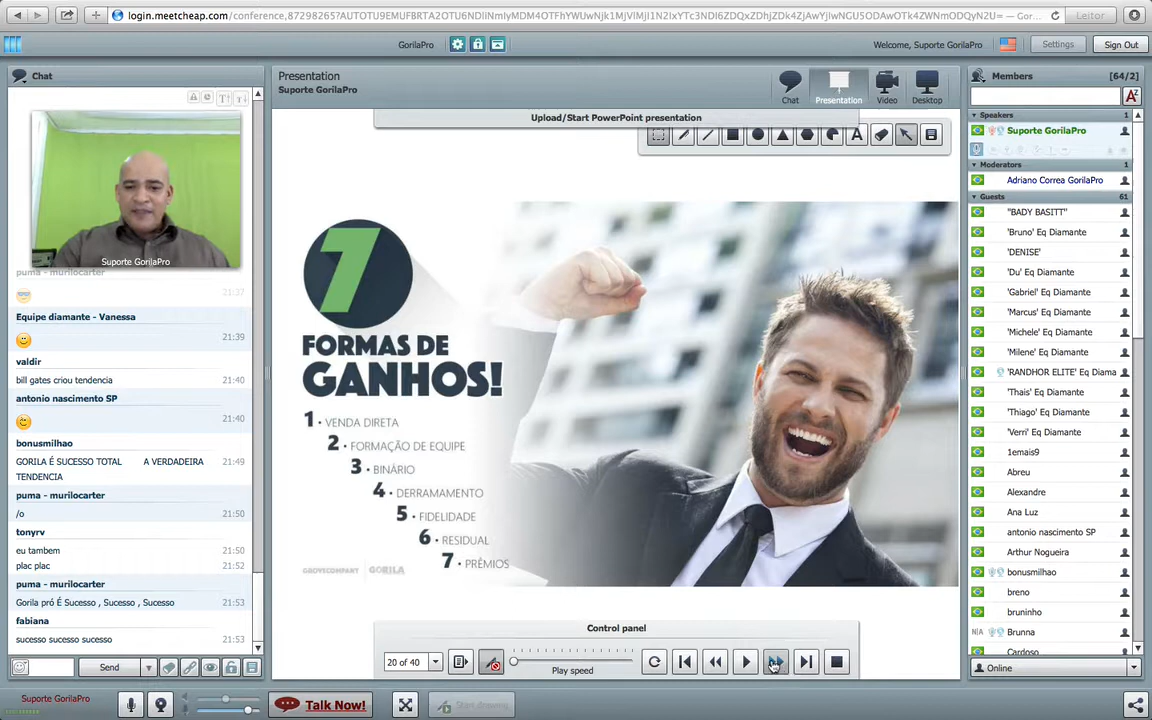 login.meetcheap.com
Leitor
GorilaPro
Welcome, Suporte GorilaPro
Settings
Sign Out
Chat
Suporte GorilaPro
puma - murilocarter
21:37
Equipe diamante - Vanessa
21:39
valdir
bill gates criou tendencia
21:40
antonio nascimento SP
21:40
bonusmilhao
GORILA É SUCESSO TOTAL A VERDADEIRA
21:49
TENDENCIA
puma - murilocarter
/o
21:50
tonyrv
eu tambem
21:50
plac plac
21:52
puma - murilocarter
Gorila pró É Sucesso , Sucesso , Sucesso
21:53
fabiana
sucesso sucesso sucesso
21:53
Send
Presentation
Suporte GorilaPro
Chat
Presentation
Video
Desktop
Upload/Start PowerPoint presentation
A
7
FORMAS DE
GANHOS!
1 • VENDA DIRETA
2 • FORMAÇÃO DE EQUIPE
3 • BINÁRIO
4 • DERRAMAMENTO
5 • FIDELIDADE
6 • RESIDUAL
7 • PRÊMIOS
GROWSCOMPANY GORILA
Control panel
20 of 40
Play speed
Members
[64/2]
Speakers
1
Suporte GorilaPro
Moderators
1
Adriano Correa GorilaPro
Guests
61
"BADY BASITT"
'Bruno' Eq Diamante
'DENISE'
'Du' Eq Diamante
'Gabriel' Eq Diamante
'Marcus' Eq Diamante
'Michele' Eq Diamante
'Milene' Eq Diamante
'RANDHOR ELITE' Eq Diama
'Thais' Eq Diamante
'Thiago' Eq Diamante
'Verri' Eq Diamante
1emais9
Abreu
Alexandre
Ana Luz
antonio nascimento SP
Arthur Nogueira
bonusmilhao
breno
bruninho
N/A Brunna
Cardoso
Online
Suporte GorilaPro
Talk Now!
Start Drawing